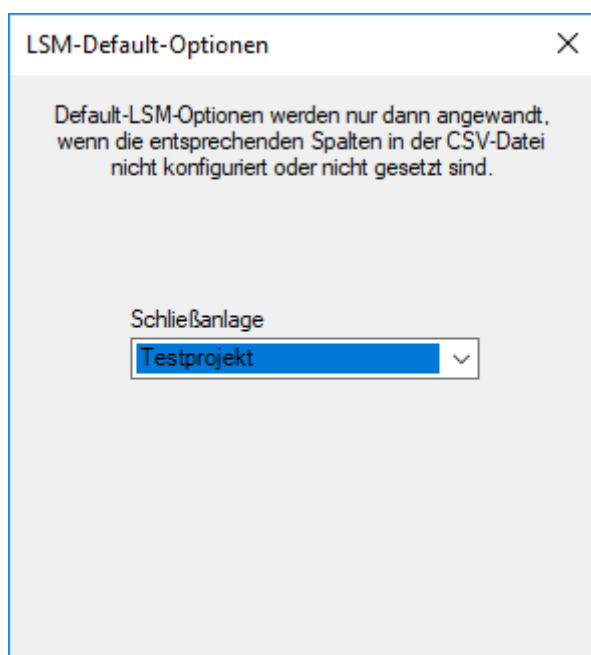 LSM-Default-Optionen
Default-LSM-Optionen werden nur dann angewandt,
wenn die entsprechenden Spalten in der CSV-Datei
nicht konfiguriert oder nicht gesetzt sind.
Schließanlage
Testprojekt